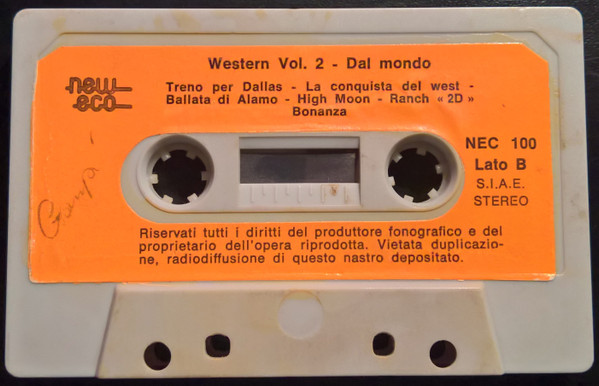 Western Vol. 2 - Dal mondo
new
eco
Treno per Dallas - La conquista del west -
Ballata di Alamo - High Moon - Ranch « 2D »
Bonanza
NEC 100
Lato B
S.I.A.E.
STEREO
Riservati tutti i diritti del produttore fonografico e del
proprietario dell'opera riprodotta. Vietata duplicazio-
ne, radiodiffusione di questo nastro depositato.